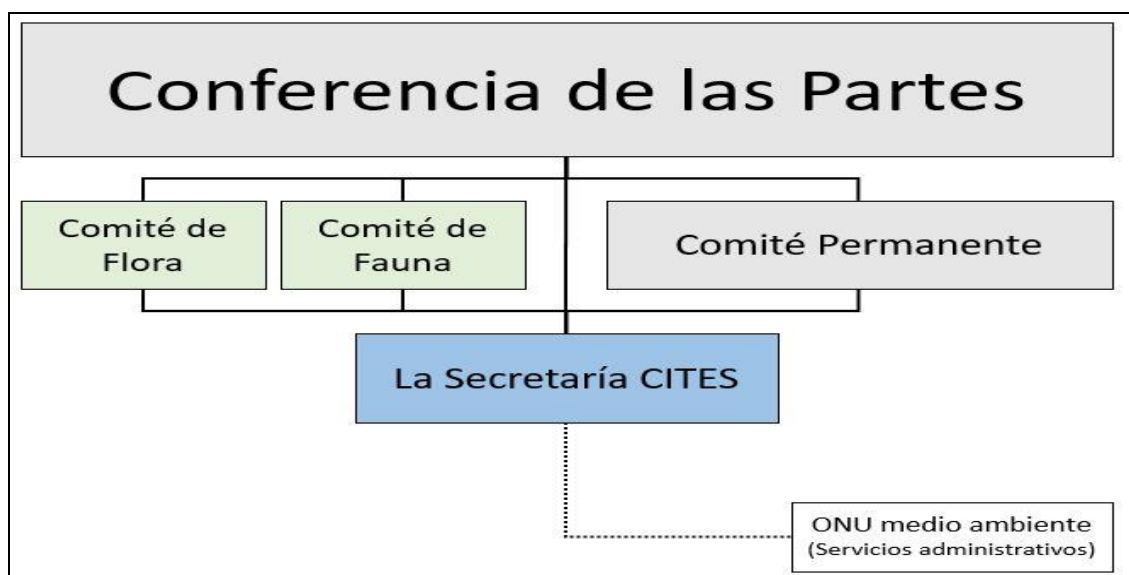 Conferencia de las Partes
Comité de
Flora
Comité de
Fauna
Comité Permanente
La Secretaría CITES
ONU medio ambiente
(Servicios administrativos)